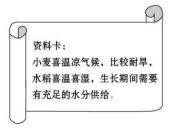 资料卡:
小麦喜温凉气候，比较耐旱，
水稻喜温喜湿，生长期间需要
有充足的水分供给。